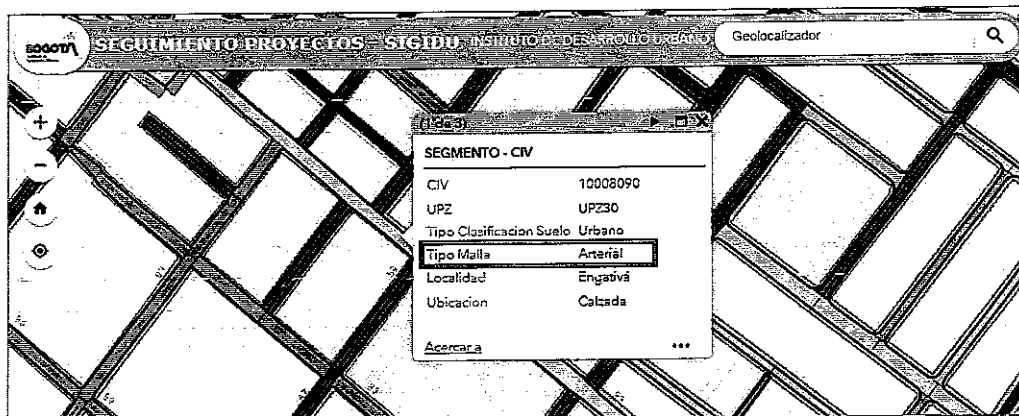 BOGOTÁ
SEGUIMIENTO PROYECTOS - SIGIDU INSTITUTO DE DESARROLLO URBANO
Geolocalizador
(1 de 3)
SEGMENTO - CIV
CIV 10008090
UPZ UPZ30
Tipo Clasificacion Suelo Urbano
Tipo Malla Arterial
Localidad Engativá
Ubicacion Calzada
Acercar a